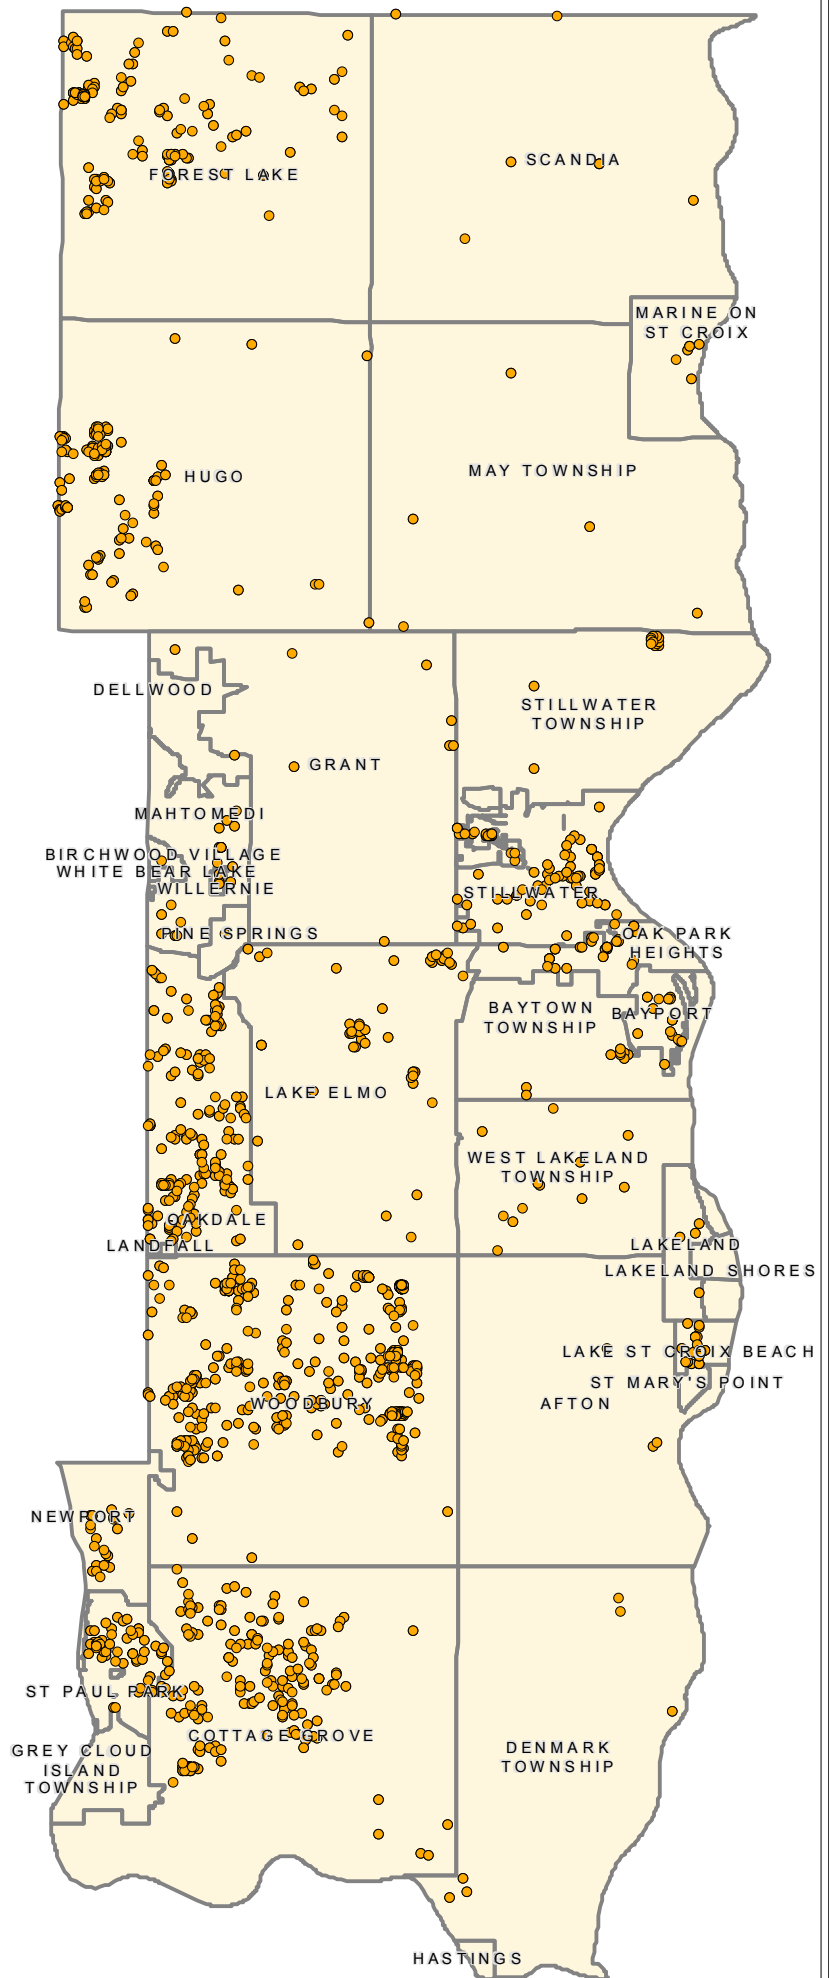 FOREST LAKE
SCANDIA
MARINE ON
ST CROIX
HUGO
MAY TOWNSHIP
DELLWOOD
STILLWATER
TOWNSHIP
GRANT
MAHTOMEDI
BIRCHWOOD VILLAGE
WHITE BEAR LAKE
WILLERNIE
STILLWATER
PINE SPRINGS
OAK PARK
HEIGHTS
BAYTOWN
TOWNSHIP
BAYPORT
LAKE ELMO
WEST LAKELAND
TOWNSHIP
OAKDALE
LANDFALL
LAKELAND
LAKELAND SHORES
LAKE ST CROIX BEACH
ST MARY'S POINT
WOODBURY
AFTON
NEWPORT
ST PAUL PARK
COTTAGE GROVE
GREY CLOUD
ISLAND
TOWNSHIP
DENMARK
TOWNSHIP
HASTINGS